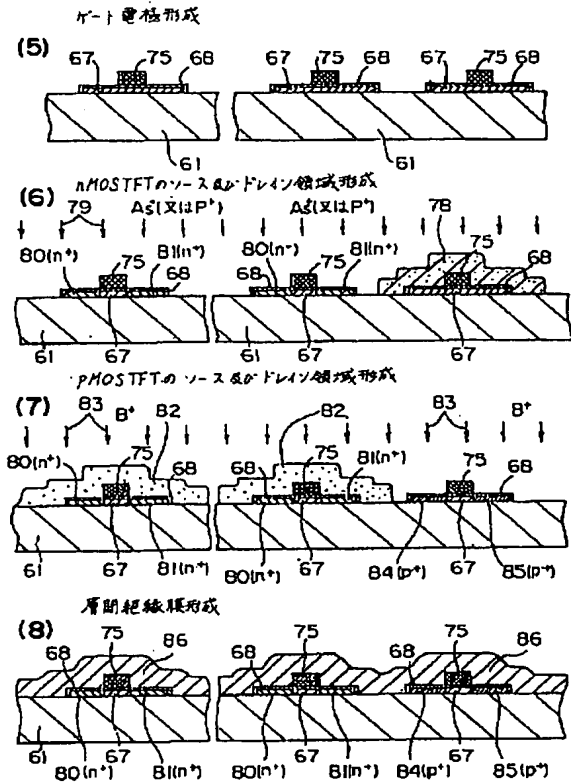 ゲート電極形成
(5)
67 75 68 67 75 68 67 75 68
61 61
nMOSTFTのソース及びドレイン領域形成
(6)
79 As⁺(又はP⁺) As⁺(又はP⁺) 78
80(n⁺) 75 81(n⁺) 68 80(n⁺) 68 75 81(n⁺) 75 68
61 67 61 67 67
pMOSTFTのソース及びドレイン領域形成
(7)
83 B⁺ 82 82 83 B⁺
80(n⁺) 75 68 68 75 81(n⁺) 75 68
61 67 81(n⁺) 80(n⁺) 67 84(p⁺) 67 85(p⁺)
層間絶縁膜形成
(8)
68 75 86 68 75 68 75 86
61 80(n⁺) 67 81(n⁺) 80(n⁺) 67 81(n⁺) 84(p⁺) 67 85(p⁺)